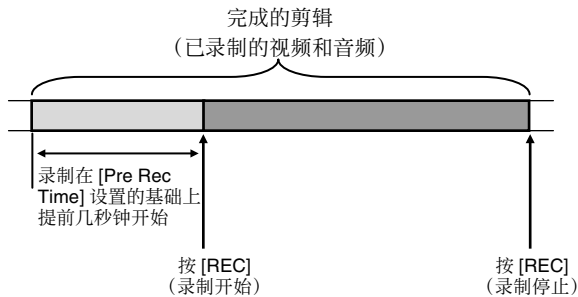 完成的剪辑
（已录制的视频和音频）
录制在 [Pre Rec
Time] 设置的基础上
提前几秒钟开始
按 [REC]
（录制开始）
按 [REC]
（录制停止）